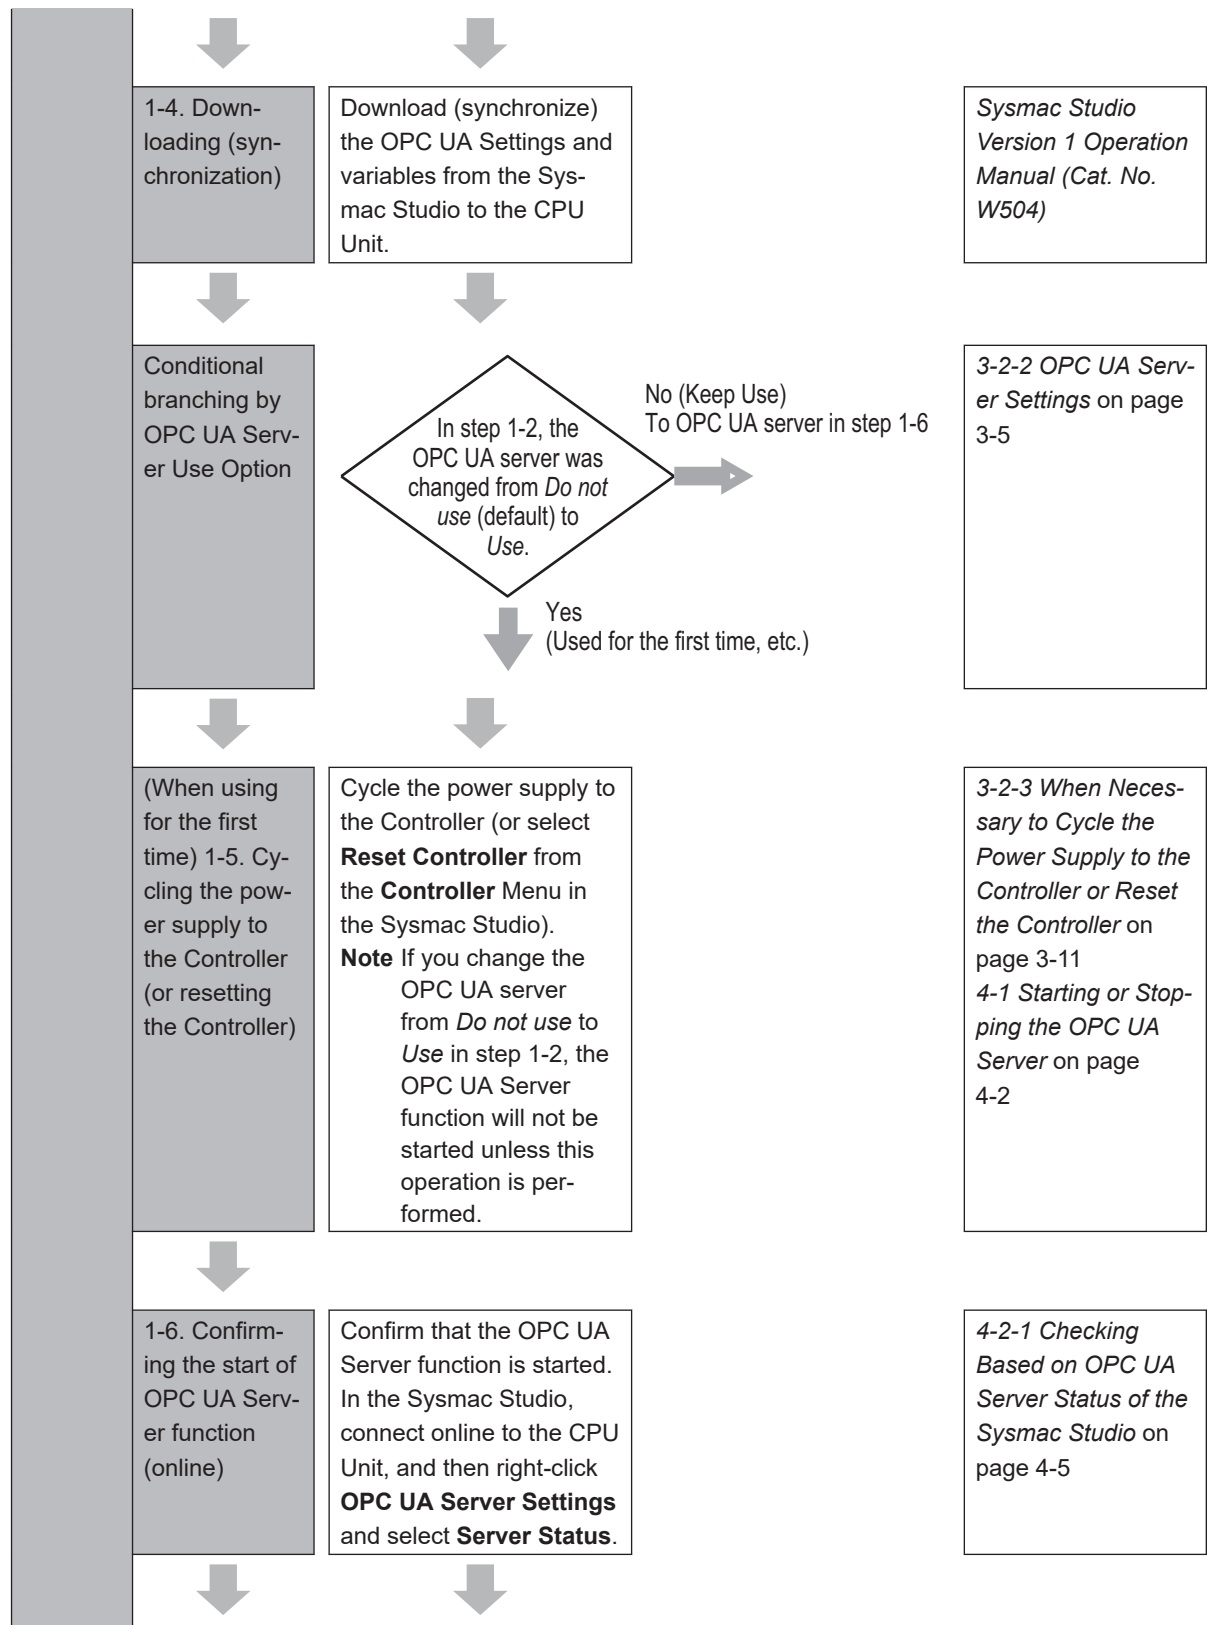 1-4. Down-
loading (syn-
chronization)
Download (synchronize)
the OPC UA Settings and
variables from the Sys-
mac Studio to the CPU
Unit.
Sysmac Studio
Version 1 Operation
Manual (Cat. No.
W504)
Conditional
branching by
OPC UA Serv-
er Use Option
In step 1-2, the
OPC UA server was
changed from Do not
use (default) to
Use.
No (Keep Use)
To OPC UA server in step 1-6
Yes
(Used for the first time, etc.)
3-2-2 OPC UA Serv-
er Settings on page
3-5
(When using
for the first
time) 1-5. Cy-
cling the pow-
er supply to
the Controller
(or resetting
the Controller)
Cycle the power supply to
the Controller (or select
Reset Controller from
the Controller Menu in
the Sysmac Studio).
Note If you change the
OPC UA server
from Do not use to
Use in step 1-2, the
OPC UA Server
function will not be
started unless this
operation is per-
formed.
3-2-3 When Neces-
sary to Cycle the
Power Supply to the
Controller or Reset
the Controller on
page 3-11
4-1 Starting or Stop-
ping the OPC UA
Server on page
4-2
1-6. Confirm-
ing the start of
OPC UA Serv-
er function
(online)
Confirm that the OPC UA
Server function is started.
In the Sysmac Studio,
connect online to the CPU
Unit, and then right-click
OPC UA Server Settings
and select Server Status.
4-2-1 Checking
Based on OPC UA
Server Status of the
Sysmac Studio on
page 4-5